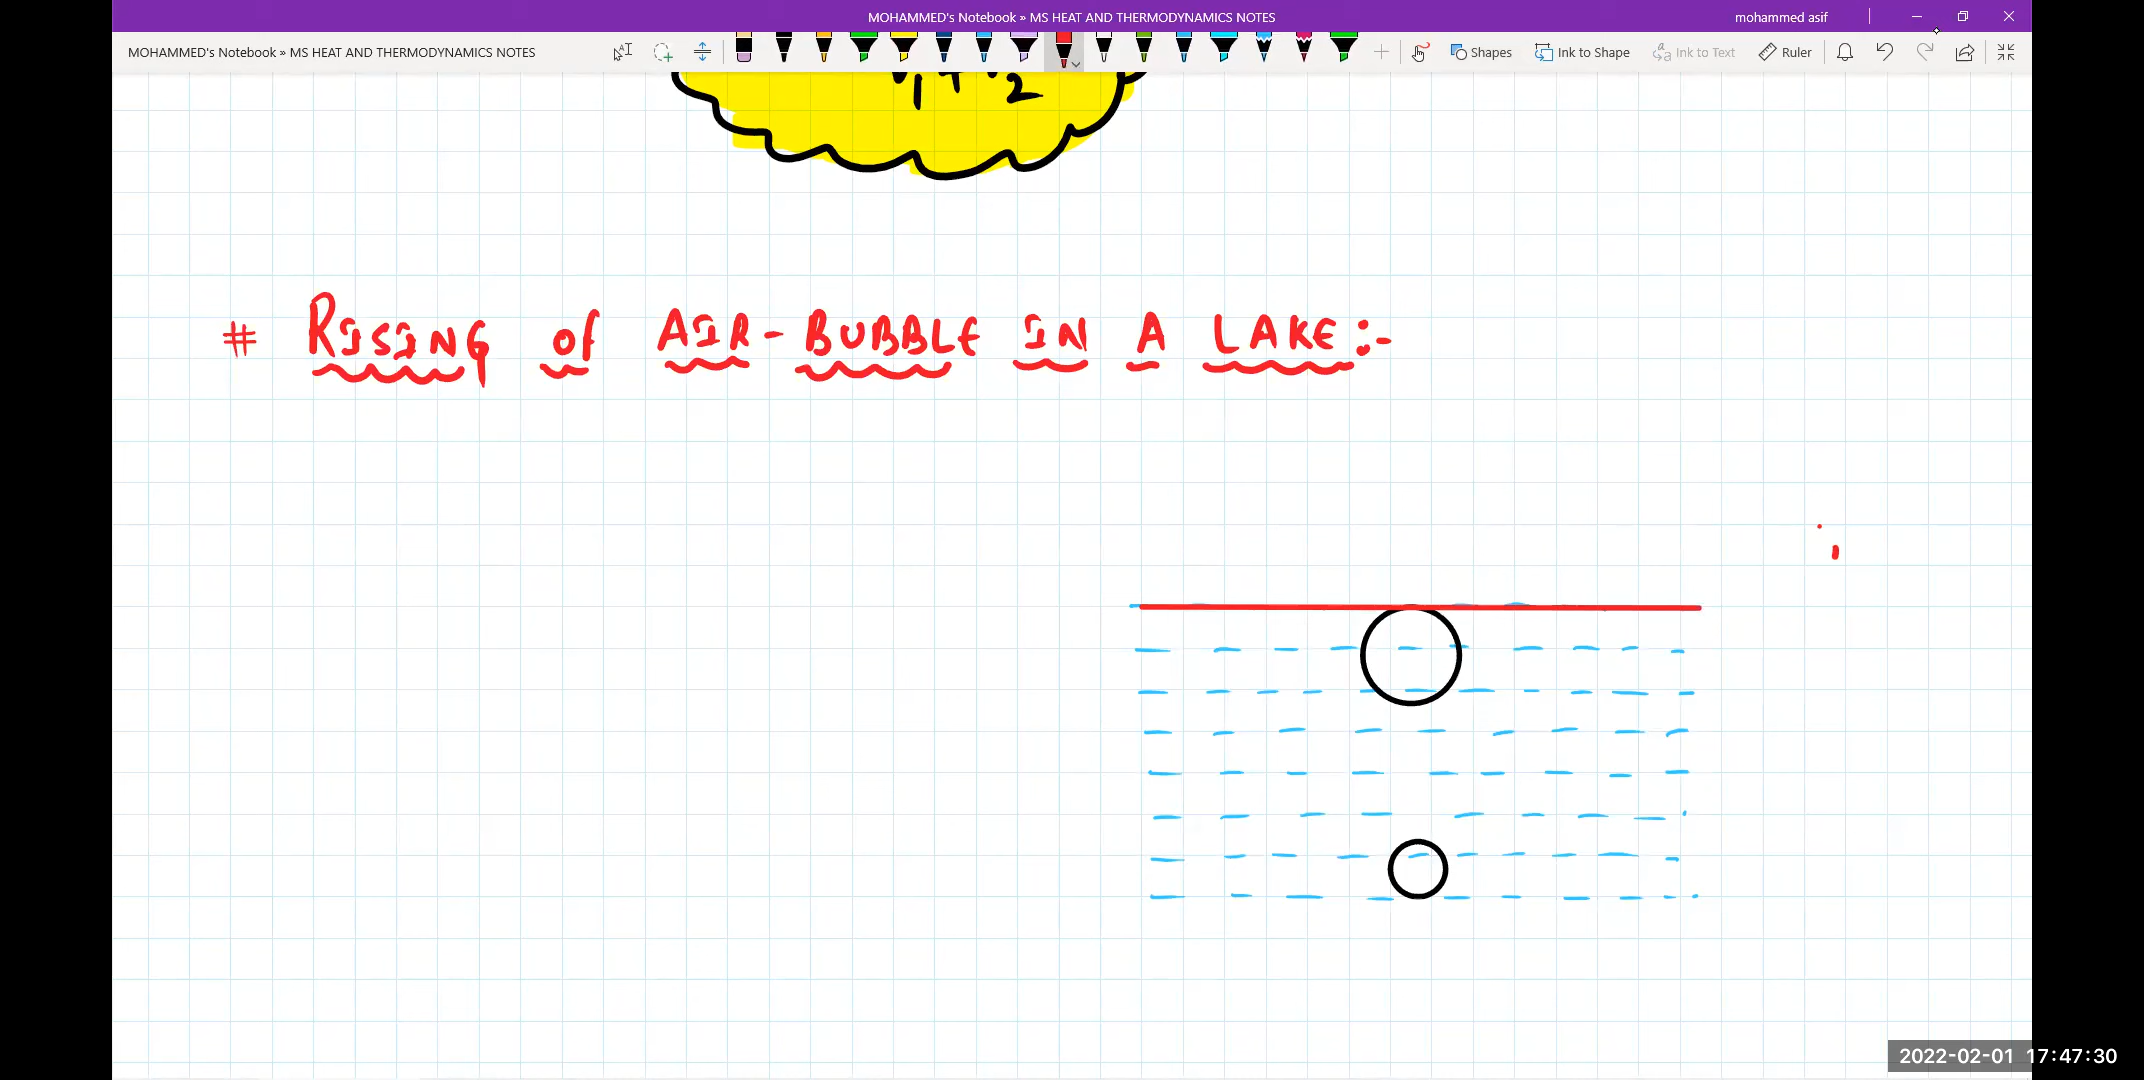 MOHAMMED's Notebook » MS HEAT AND THERMODYNAMICS NOTES
mohammed asif
MOHAMMED's Notebook » MS HEAT AND THERMODYNAMICS NOTES
Shapes
Ink to Shape
Ink to Text
Ruler
# RISING of AIR-BUBBLE IN A LAKE:-
2022-02-01 17:47:30